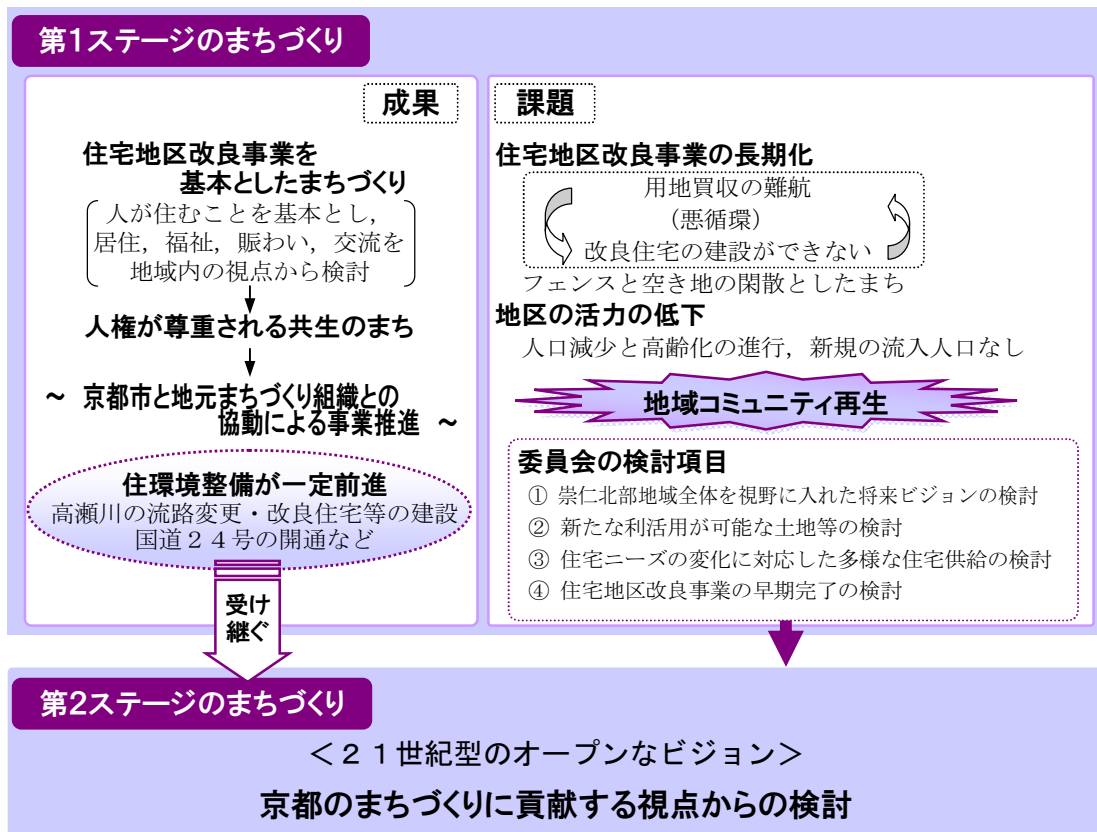 第1ステージのまちづくり
成果
住宅地区改良事業を
基本としたまちづくり
人が住むことを基本とし，
居住，福祉，賑わい，交流を
地域内の視点から検討
人権が尊重される共生のまち
～ 京都市と地元まちづくり組織との
協動による事業推進 ～
住環境整備が一定前進
高瀬川の流路変更・改良住宅等の建設
国道２４号の開通など
受け
継ぐ
課題
住宅地区改良事業の長期化
用地買収の難航
（悪循環）
改良住宅の建設ができない
フェンスと空き地の閑散としたまち
地区の活力の低下
人口減少と高齢化の進行，新規の流入人口なし
地域コミュニティ再生
委員会の検討項目
① 崇仁北部地域全体を視野に入れた将来ビジョンの検討
② 新たな利活用が可能な土地等の検討
③ 住宅ニーズの変化に対応した多様な住宅供給の検討
④ 住宅地区改良事業の早期完了の検討
第2ステージのまちづくり
＜２１世紀型のオープンなビジョン＞
京都のまちづくりに貢献する視点からの検討